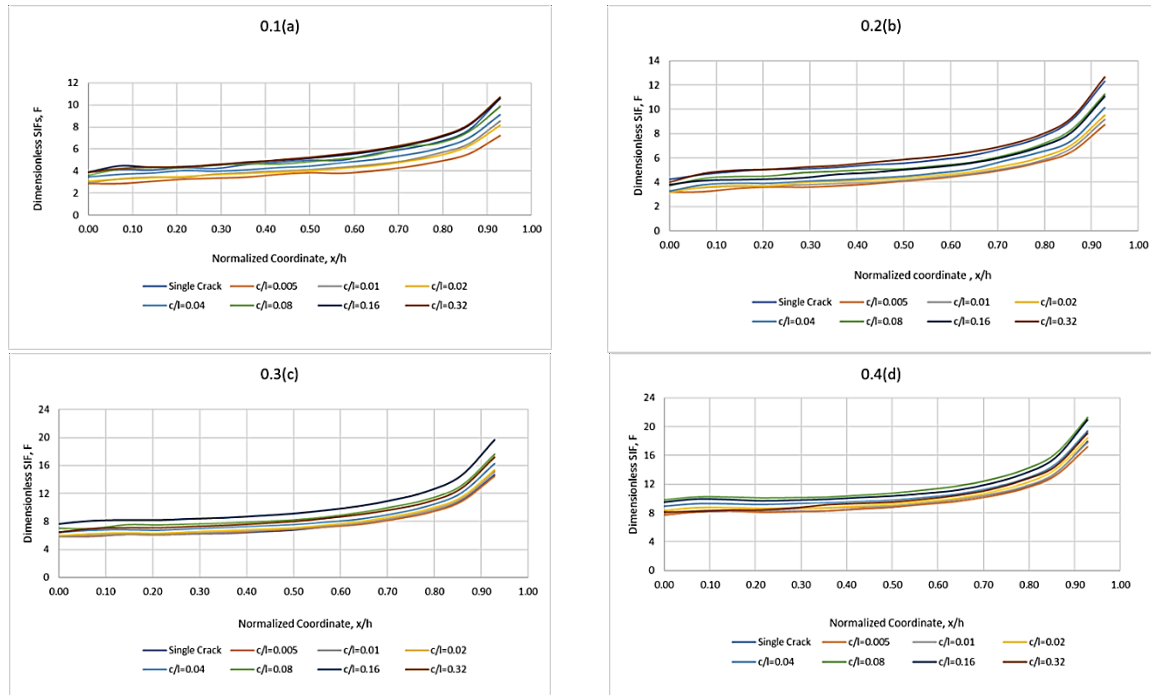 0.1(a)
Dimensionless SIFs, F
12
10
8
6
4
2
0
0.00 0.10 0.20 0.30 0.40 0.50 0.60 0.70 0.80 0.90 1.00
Normalized Coordinate, x/h
Single Crack c/l=0.005 c/l=0.01 c/l=0.02
c/l=0.04 c/l=0.08 c/l=0.16 c/l=0.32
0.2(b)
Dimensionless SIFs, F
14
12
10
8
6
4
2
0
0.00 0.10 0.20 0.30 0.40 0.50 0.60 0.70 0.80 0.90 1.00
Normalized coordinate , x/h
Single Crack c/l=0.005 c/l=0.01 c/l=0.02
c/l=0.04 c/l=0.08 c/l=0.16 c/l=0.32
0.3(c)
Dimensionless SIF, F
24
20
16
12
8
4
0
0.00 0.10 0.20 0.30 0.40 0.50 0.60 0.70 0.80 0.90 1.00
Normalized Coordinate, x/h
Single Crack c/l=0.005 c/l=0.01 c/l=0.02
c/l=0.04 c/l=0.08 c/l=0.16 c/l=0.32
0.4(d)
Dimensionless SIF, F
24
20
16
12
8
4
0
0.00 0.10 0.20 0.30 0.40 0.50 0.60 0.70 0.80 0.90 1.00
Normalized Coordinate, x/h
Single Crack c/l=0.005 c/l=0.01 c/l=0.02
c/l=0.04 c/l=0.08 c/l=0.16 c/l=0.32